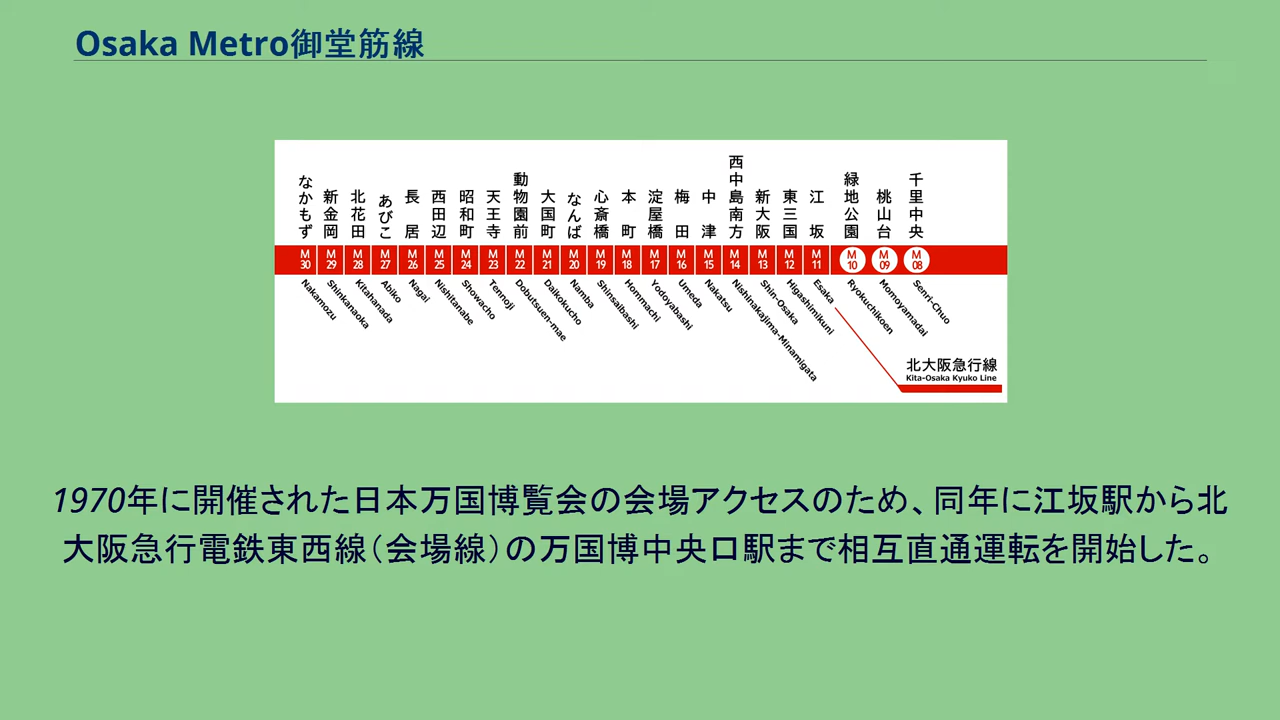 Osaka Metro御堂筋線
なかもず 新金岡 北花田 あびこ 長居 西田辺 昭和町 天王寺 動物園前 大国町 なんば 心斎橋 本町 淀屋橋 梅田 中津 西中島南方 新大阪 東三国 江坂 緑地公園 桃山台 千里中央
M30 M29 M28 M27 M26 M25 M24 M23 M22 M21 M20 M19 M18 M17 M16 M15 M14 M13 M12 M11 M10 M09 M08
Nakamozu Shinkanaoka Kitahanada Abiko Nagai Nishitanabe Showacho Tennoji Dobutsuen-mae Daikokucho Namba Shinsaibashi Hommachi Yodoyabashi Umeda Nakatsu Nishinakajima-Minamigata Shin-Osaka Higashimikuni Esaka Ryokuchikoen Momoyamadai Senri-Chuo
北大阪急行線
Kita-Osaka Kyuko Line
1970年に開催された日本万国博覧会の会場アクセスのため、同年に江坂駅から北
大阪急行電鉄東西線（会場線）の万国博中央口駅まで相互直通運転を開始した。